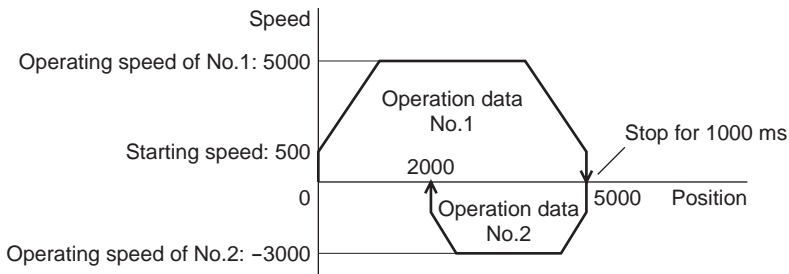 Speed
Operating speed of No.1: 5000
Operation data
No.1
Stop for 1000 ms
Starting speed: 500
2000
0
5000
Position
Operation data
No.2
Operating speed of No.2: −3000